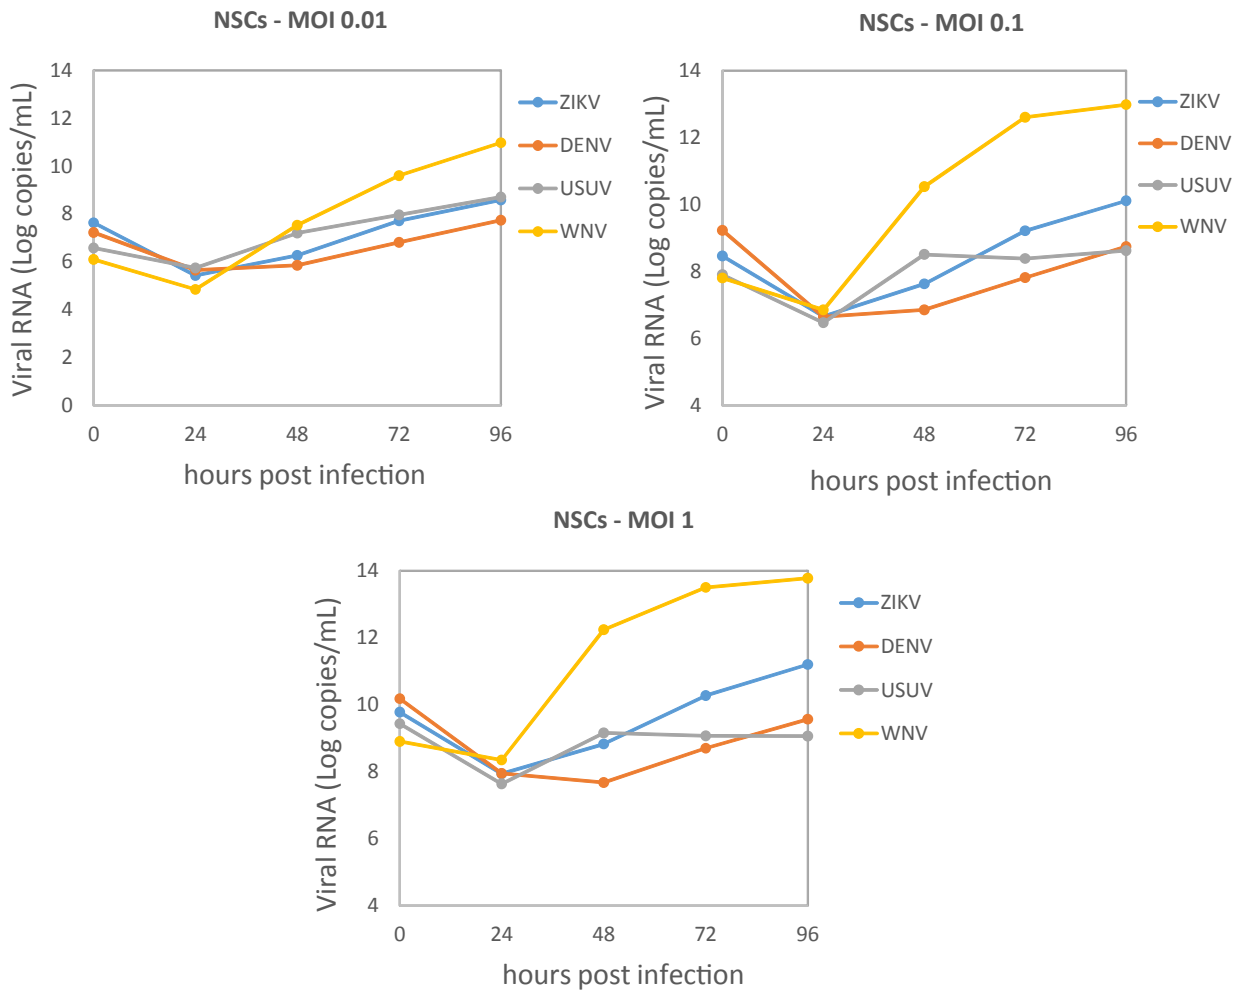 NSCs - MOI 0.01
Viral RNA (Log copies/mL)
14
12
10
8
6
4
2
0
0 24 48 72 96
hours post infection
ZIKV
DENV
USUV
WNV
NSCs - MOI 0.1
Viral RNA (Log copies/mL)
14
12
10
8
6
4
0 24 48 72 96
hours post infection
ZIKV
DENV
USUV
WNV
NSCs - MOI 1
Viral RNA (Log copies/mL)
14
12
10
8
6
4
0 24 48 72 96
hours post infection
ZIKV
DENV
USUV
WNV